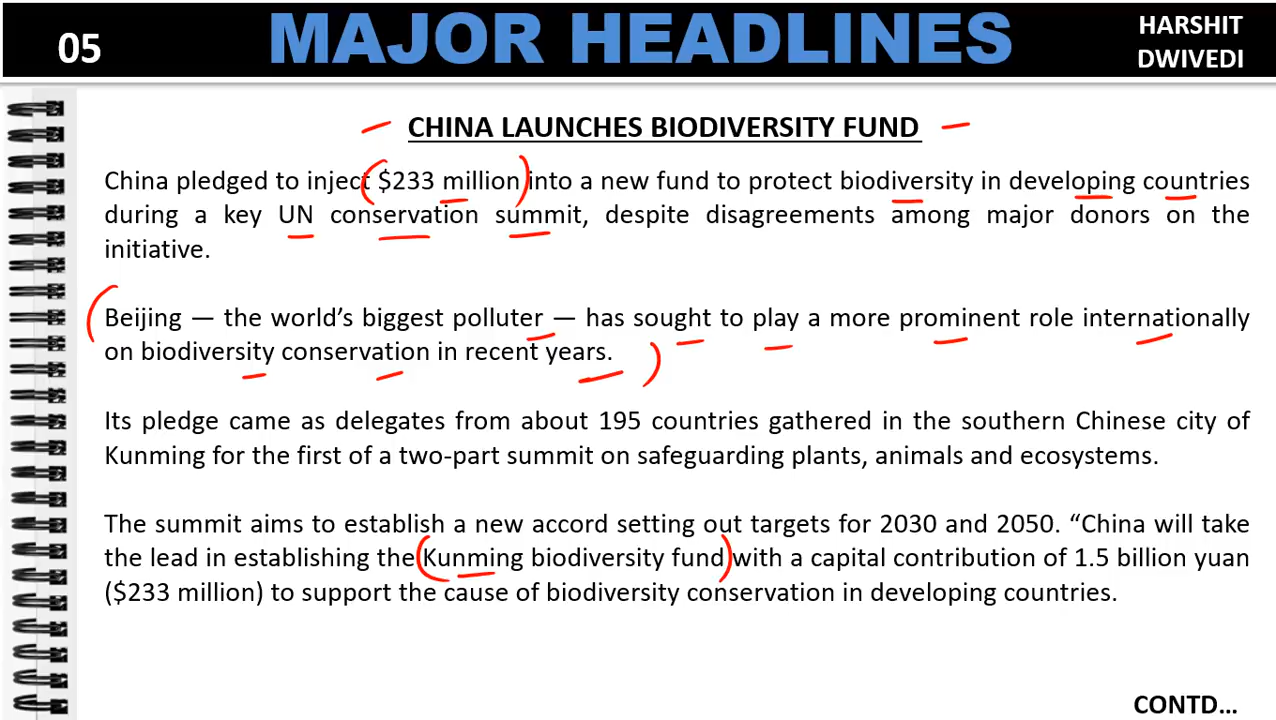 05
MAJOR HEADLINES
HARSHIT
DWIVEDI
CHINA LAUNCHES BIODIVERSITY FUND
China pledged to inject $233 million into a new fund to protect biodiversity in developing countries
during a key UN conservation summit, despite disagreements among major donors on the
initiative.
Beijing — the world's biggest polluter — has sought to play a more prominent role internationally
on biodiversity conservation in recent years.
Its pledge came as delegates from about 195 countries gathered in the southern Chinese city of
Kunming for the first of a two-part summit on safeguarding plants, animals and ecosystems.
The summit aims to establish a new accord setting out targets for 2030 and 2050. “China will take
the lead in establishing the Kunming biodiversity fund with a capital contribution of 1.5 billion yuan
($233 million) to support the cause of biodiversity conservation in developing countries.
CONTD...